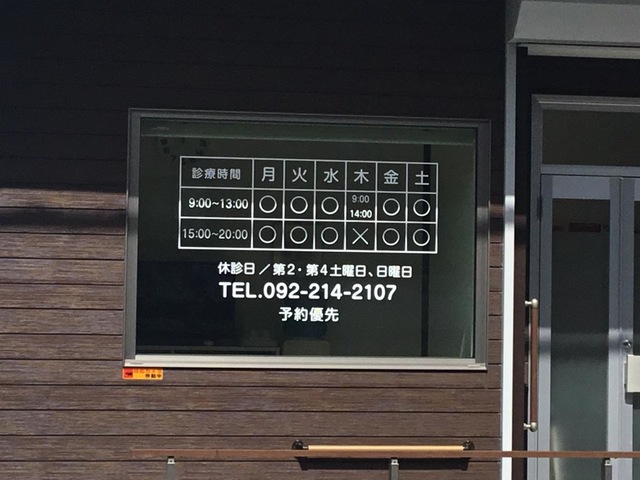 診療時間 月 火 水 木 金 土
9:00~13:00 ○ ○ ○ 9:00 14:00 ○ ○
15:00~20:00 ○ ○ ○ × ○ ○
休診日/第2・第4土曜日、日曜日
TEL.092-214-2107
予約優先